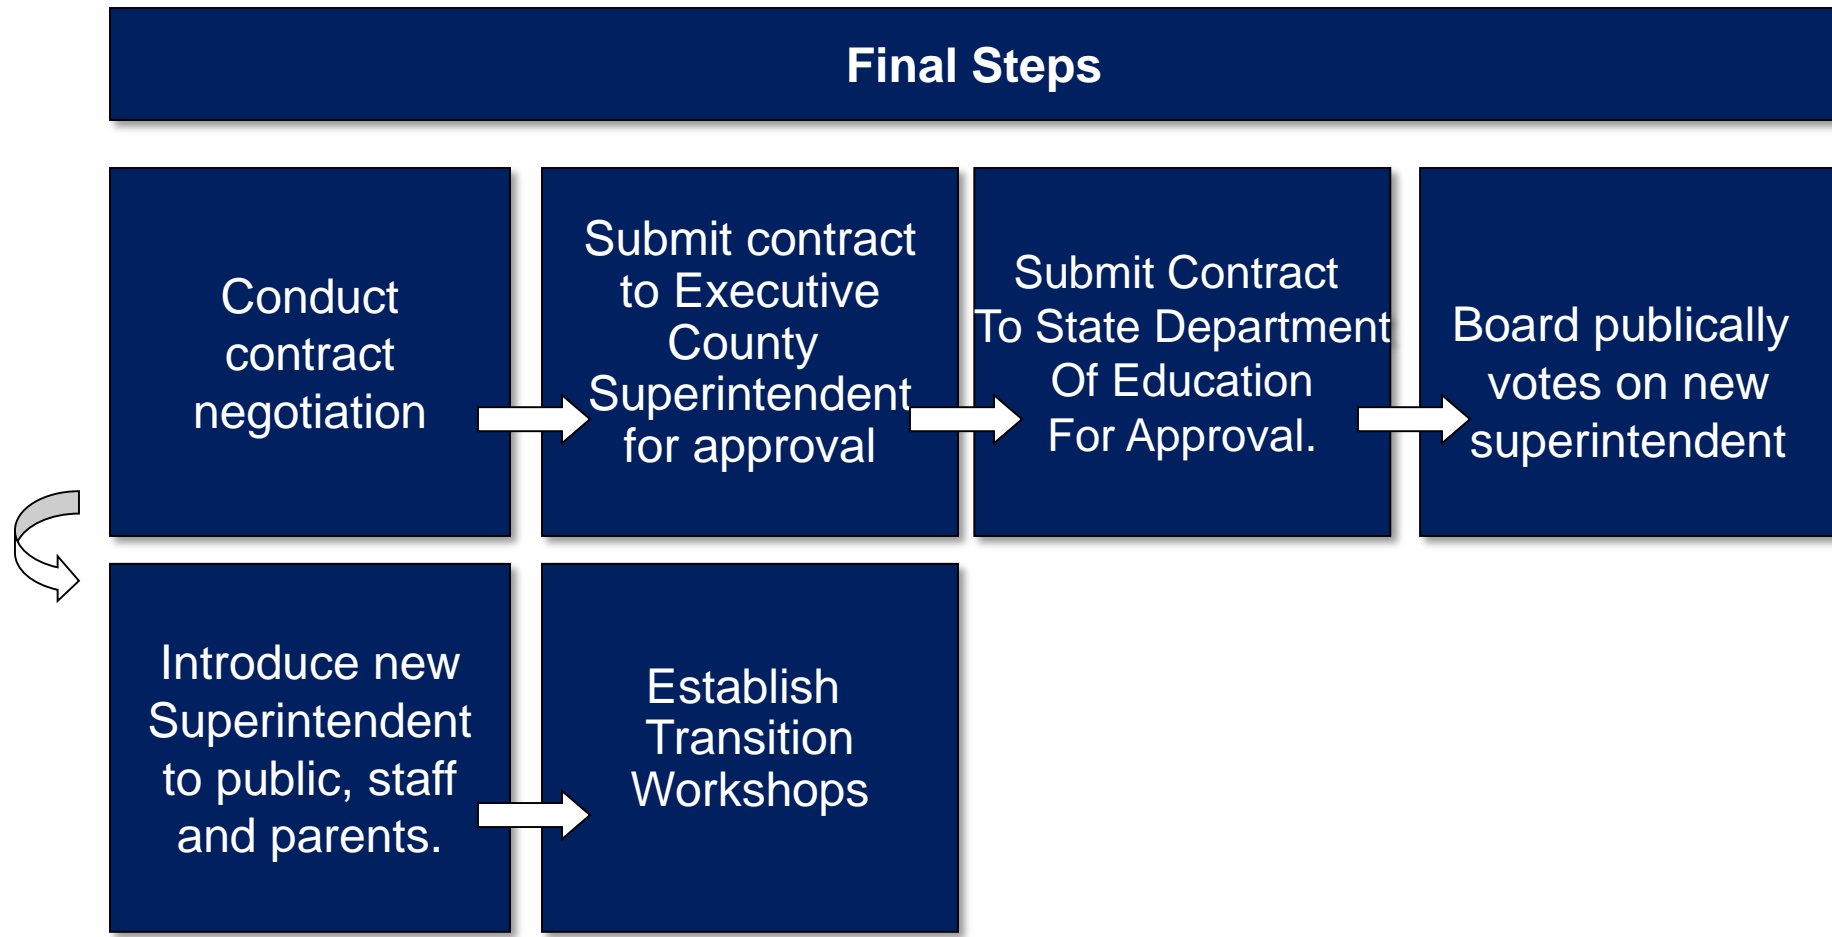 Final Steps
Conduct
contract
negotiation
Submit contract
to Executive
County
Superintendent
for approval
Submit Contract
To State Department
Of Education
For Approval.
Board publically
votes on new
superintendent
Introduce new
Superintendent
to public, staff
and parents.
Establish
Transition
Workshops